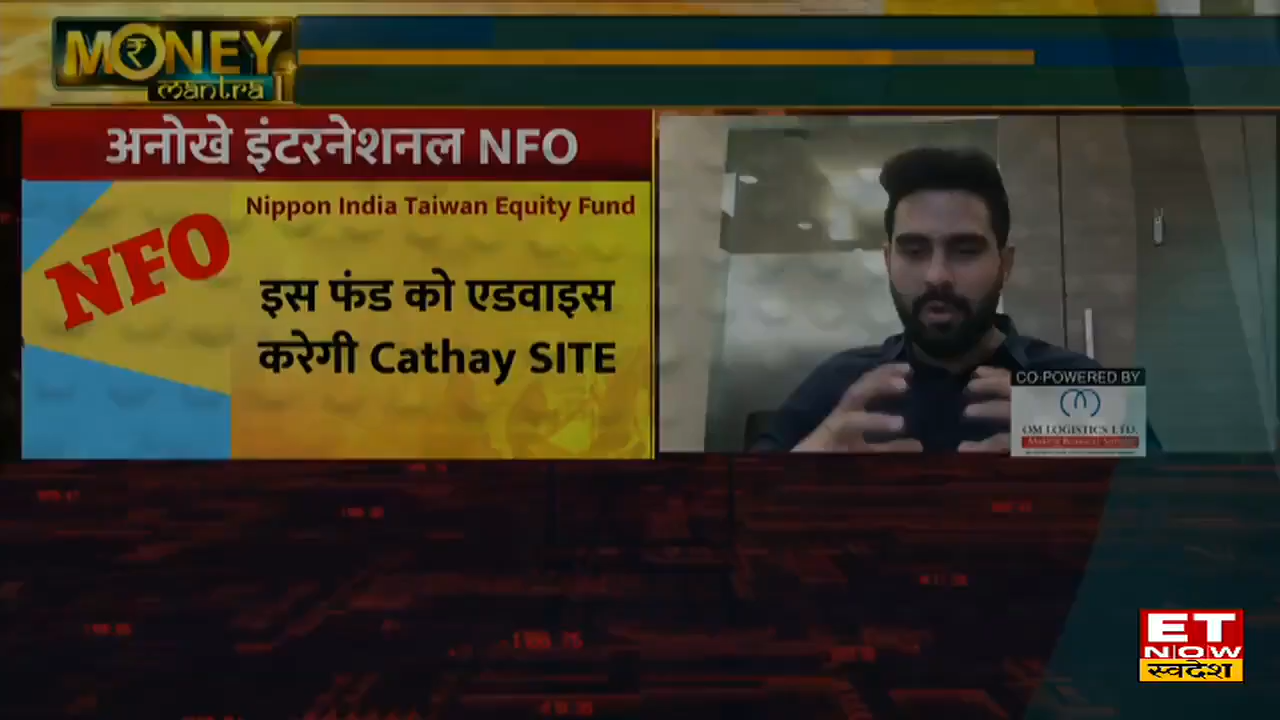 MONEY
mantra
अनोखे इंटरनेशनल NFO
NFO
Nippon India Taiwan Equity Fund
इस फंड को एडवाइस
करेगी Cathay SITE
CO-POWERED BY
OM LOGISTICS LTD.
ET
NOW
स्वदेश